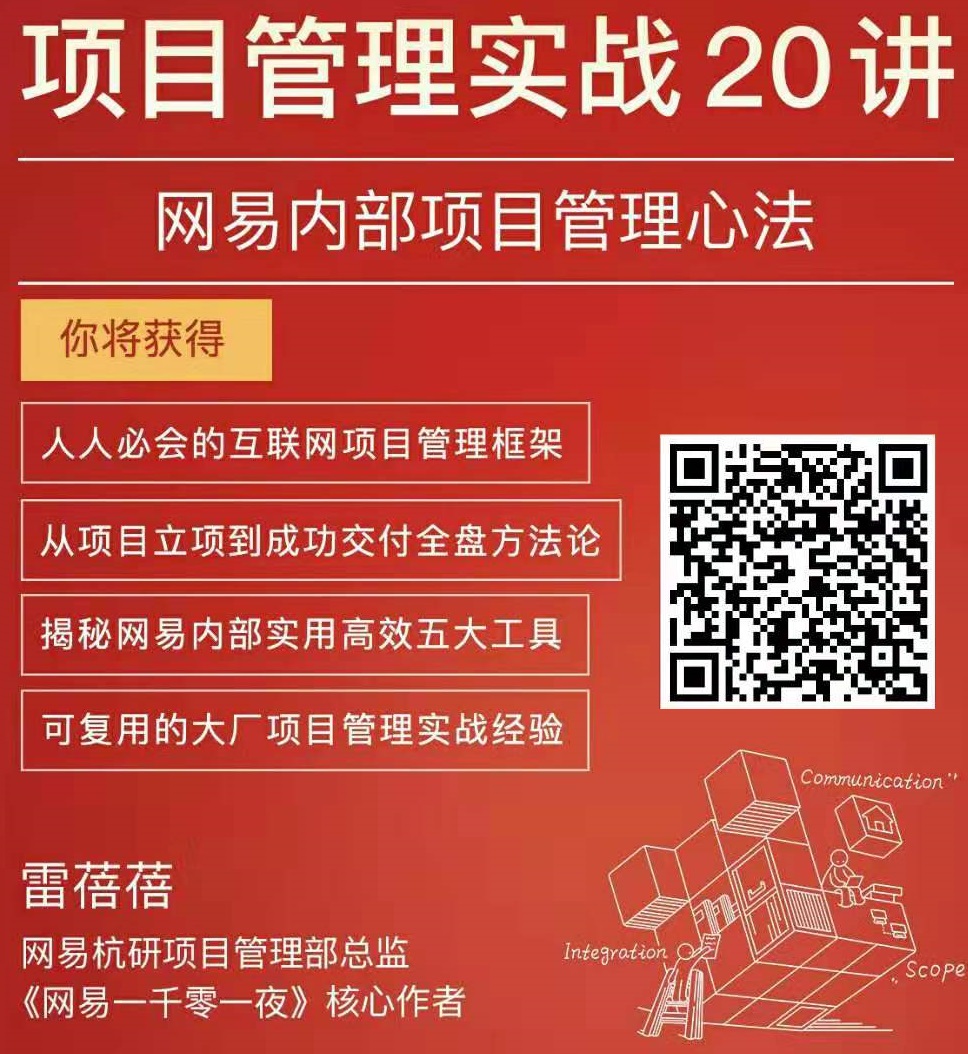 项目管理实战20讲
网易内部项目管理心法
你将获得
人人必会的互联网项目管理框架
从项目立项到成功交付全盘方法论
揭秘网易内部实用高效五大工具
可复用的大厂项目管理实战经验
Communication"
Integration
„Scope
雷蓓蓓
网易杭研项目管理部总监
《网易一千零一夜》核心作者